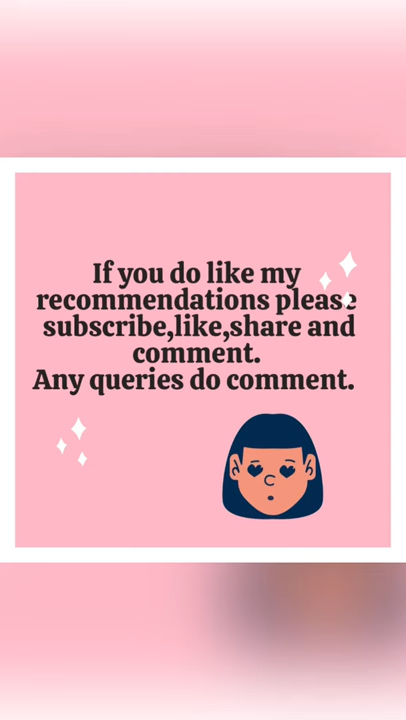 If you do like my
recommendations please
subscribe,like,share and
comment.
Any queries do comment.